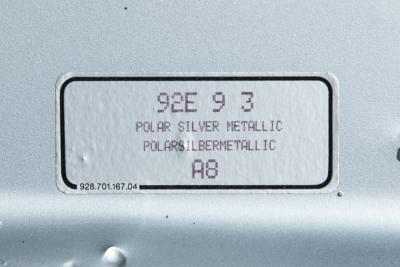 92E 9 3
POLAR SILVER METALLIC
POLARSILBERMETALLIC
A8
928.701.167.04